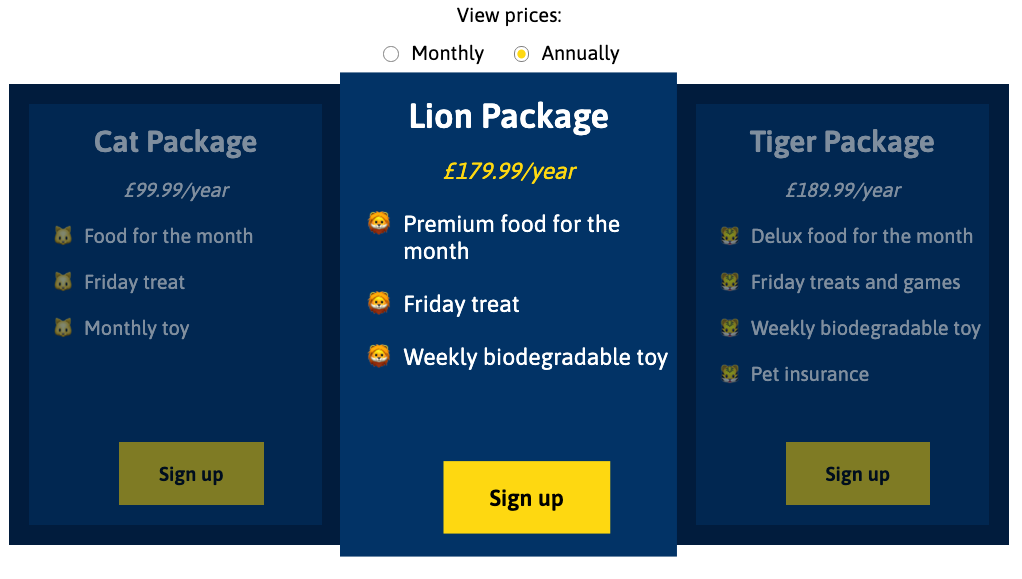 View prices:
Monthly Annually
Cat Package
£99.99/year
Food for the month
Friday treat
Monthly toy
Sign up
Lion Package
£179.99/year
Premium food for the
month
Friday treat
Weekly biodegradable toy
Sign up
Tiger Package
£189.99/year
Delux food for the month
Friday treats and games
Weekly biodegradable toy
Pet insurance
Sign up